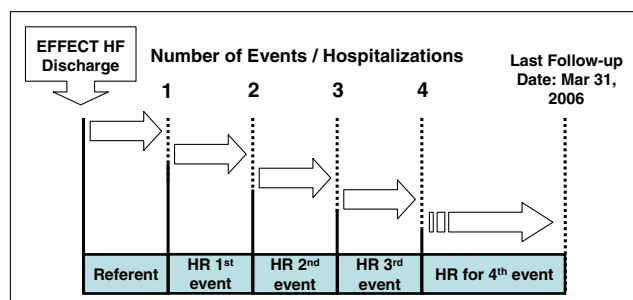 EFFECT HF
Discharge
Number of Events / Hospitalizations
1 2 3 4
Last Follow-up
Date: Mar 31,
2006
Referent
HR 1st
event
HR 2nd
event
HR 3rd
event
HR for 4th event